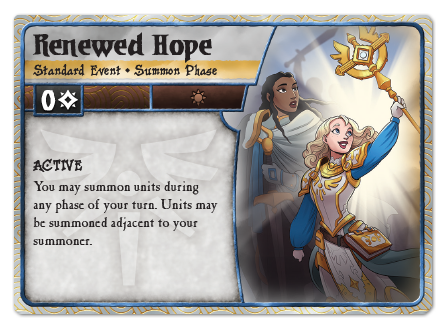 Renewed Hope
Standard Event • Summon Phase
0
ACTIVE
You may summon units during
any phase of your turn. Units may
be summoned adjacent to your
summoner.